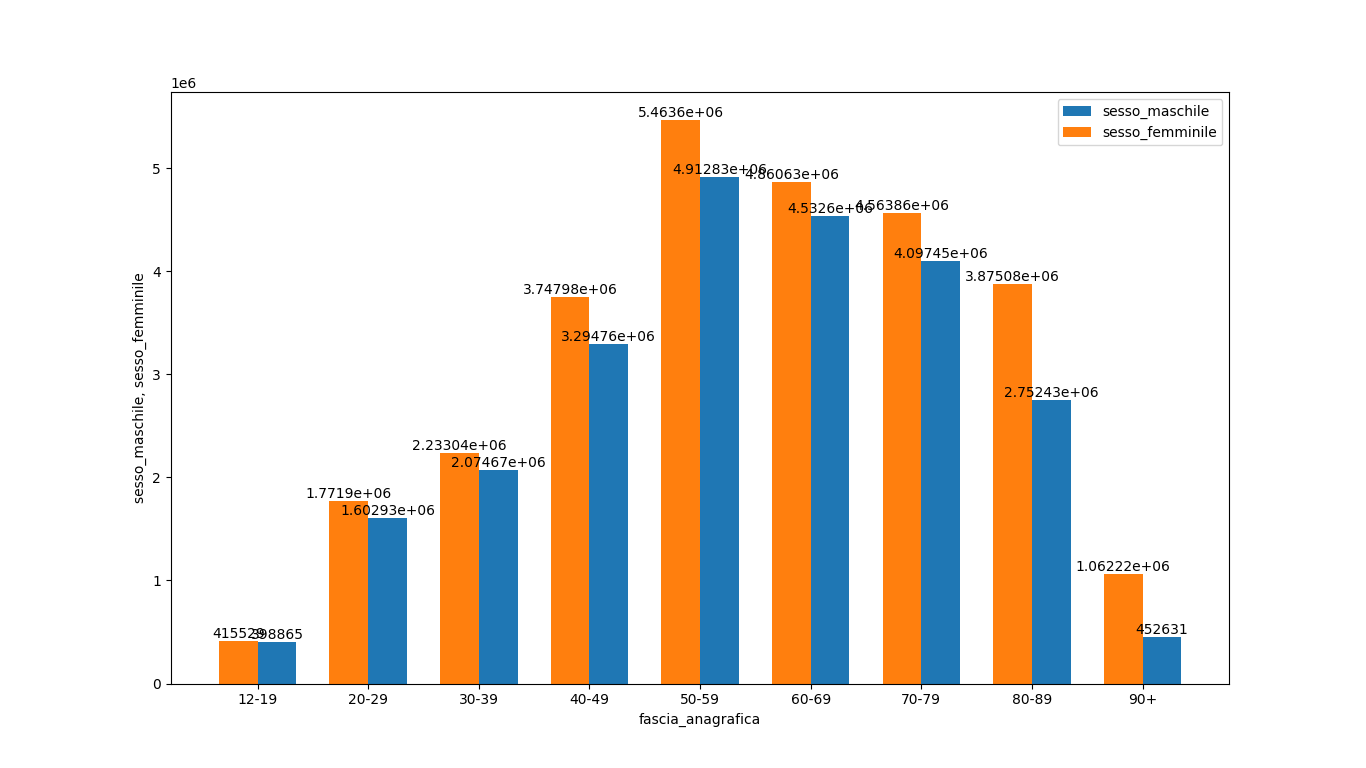 1e6
sesso_maschile
sesso_femminile
5.4636e+06
4.91283e+06
4.86063e+06
4.5326e+06
4.56386e+06
4.09745e+06
3.87508e+06
3.74798e+06
3.29476e+06
2.75243e+06
2.23304e+06
2.07467e+06
1.7719e+06
1.60293e+06
1.06222e+06
415529
398865
452631
5
4
3
2
1
0
sesso_maschile, sesso_femminile
12-19 20-29 30-39 40-49 50-59 60-69 70-79 80-89 90+
fascia_anagrafica